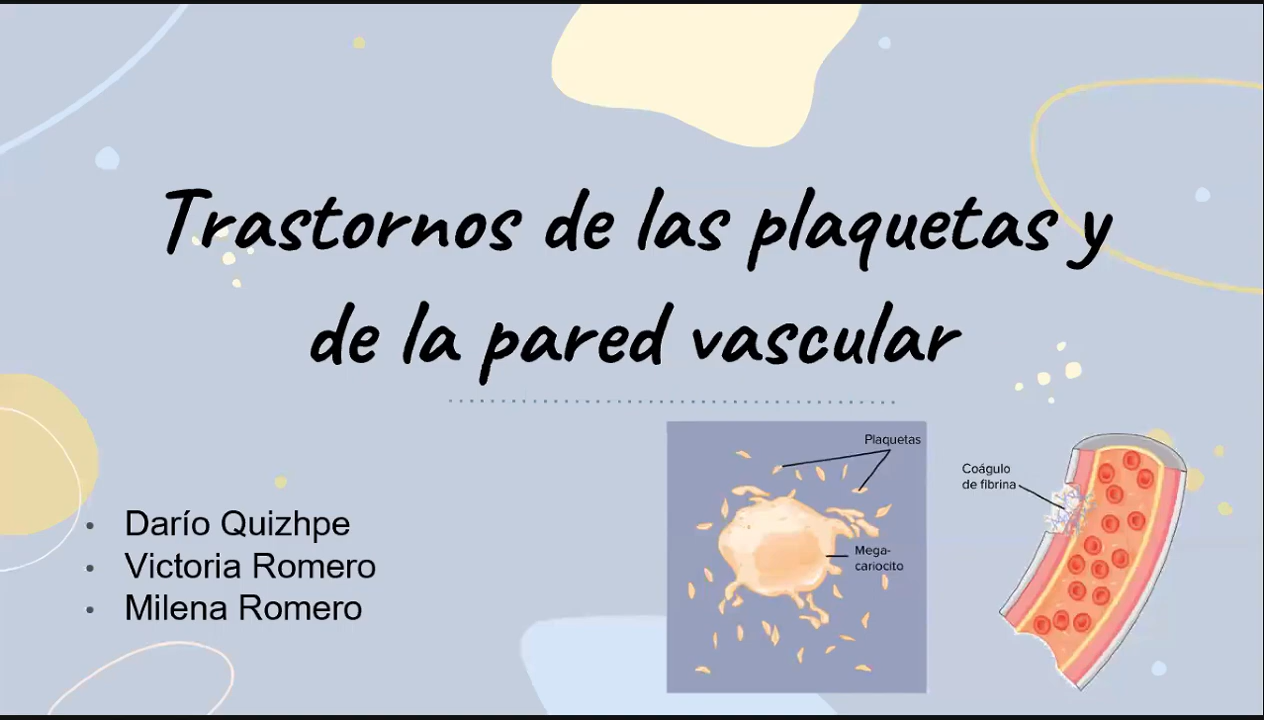 Trastornos de las plaquetas y
de la pared vascular
• Darío Quizhpe
• Victoria Romero
• Milena Romero
Plaquetas
Mega-
cariocito
Coágulo
de fibrina